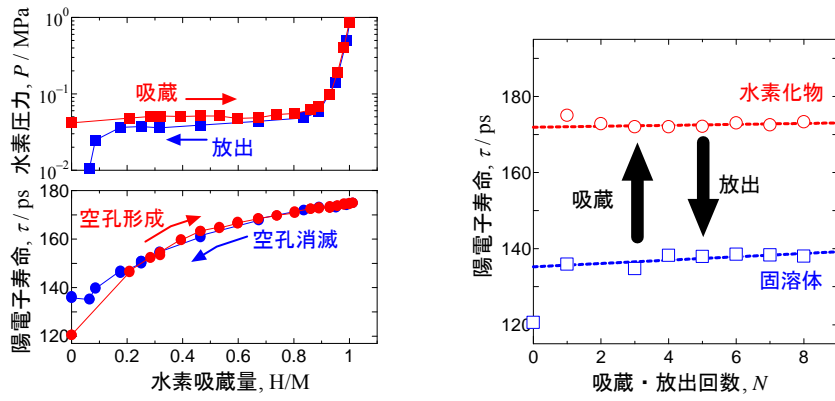 水素圧力, P / MPa
10⁰
10⁻¹
10⁻²
吸蔵
放出
陽電子寿命, τ / ps
180
160
140
120
空孔形成
空孔消滅
0 0.2 0.4 0.6 0.8 1
水素吸蔵量, H/M
陽電子寿命, τ / ps
200
180
160
140
120
水素化物
吸蔵
放出
固溶体
0 2 4 6 8
吸蔵・放出回数, N